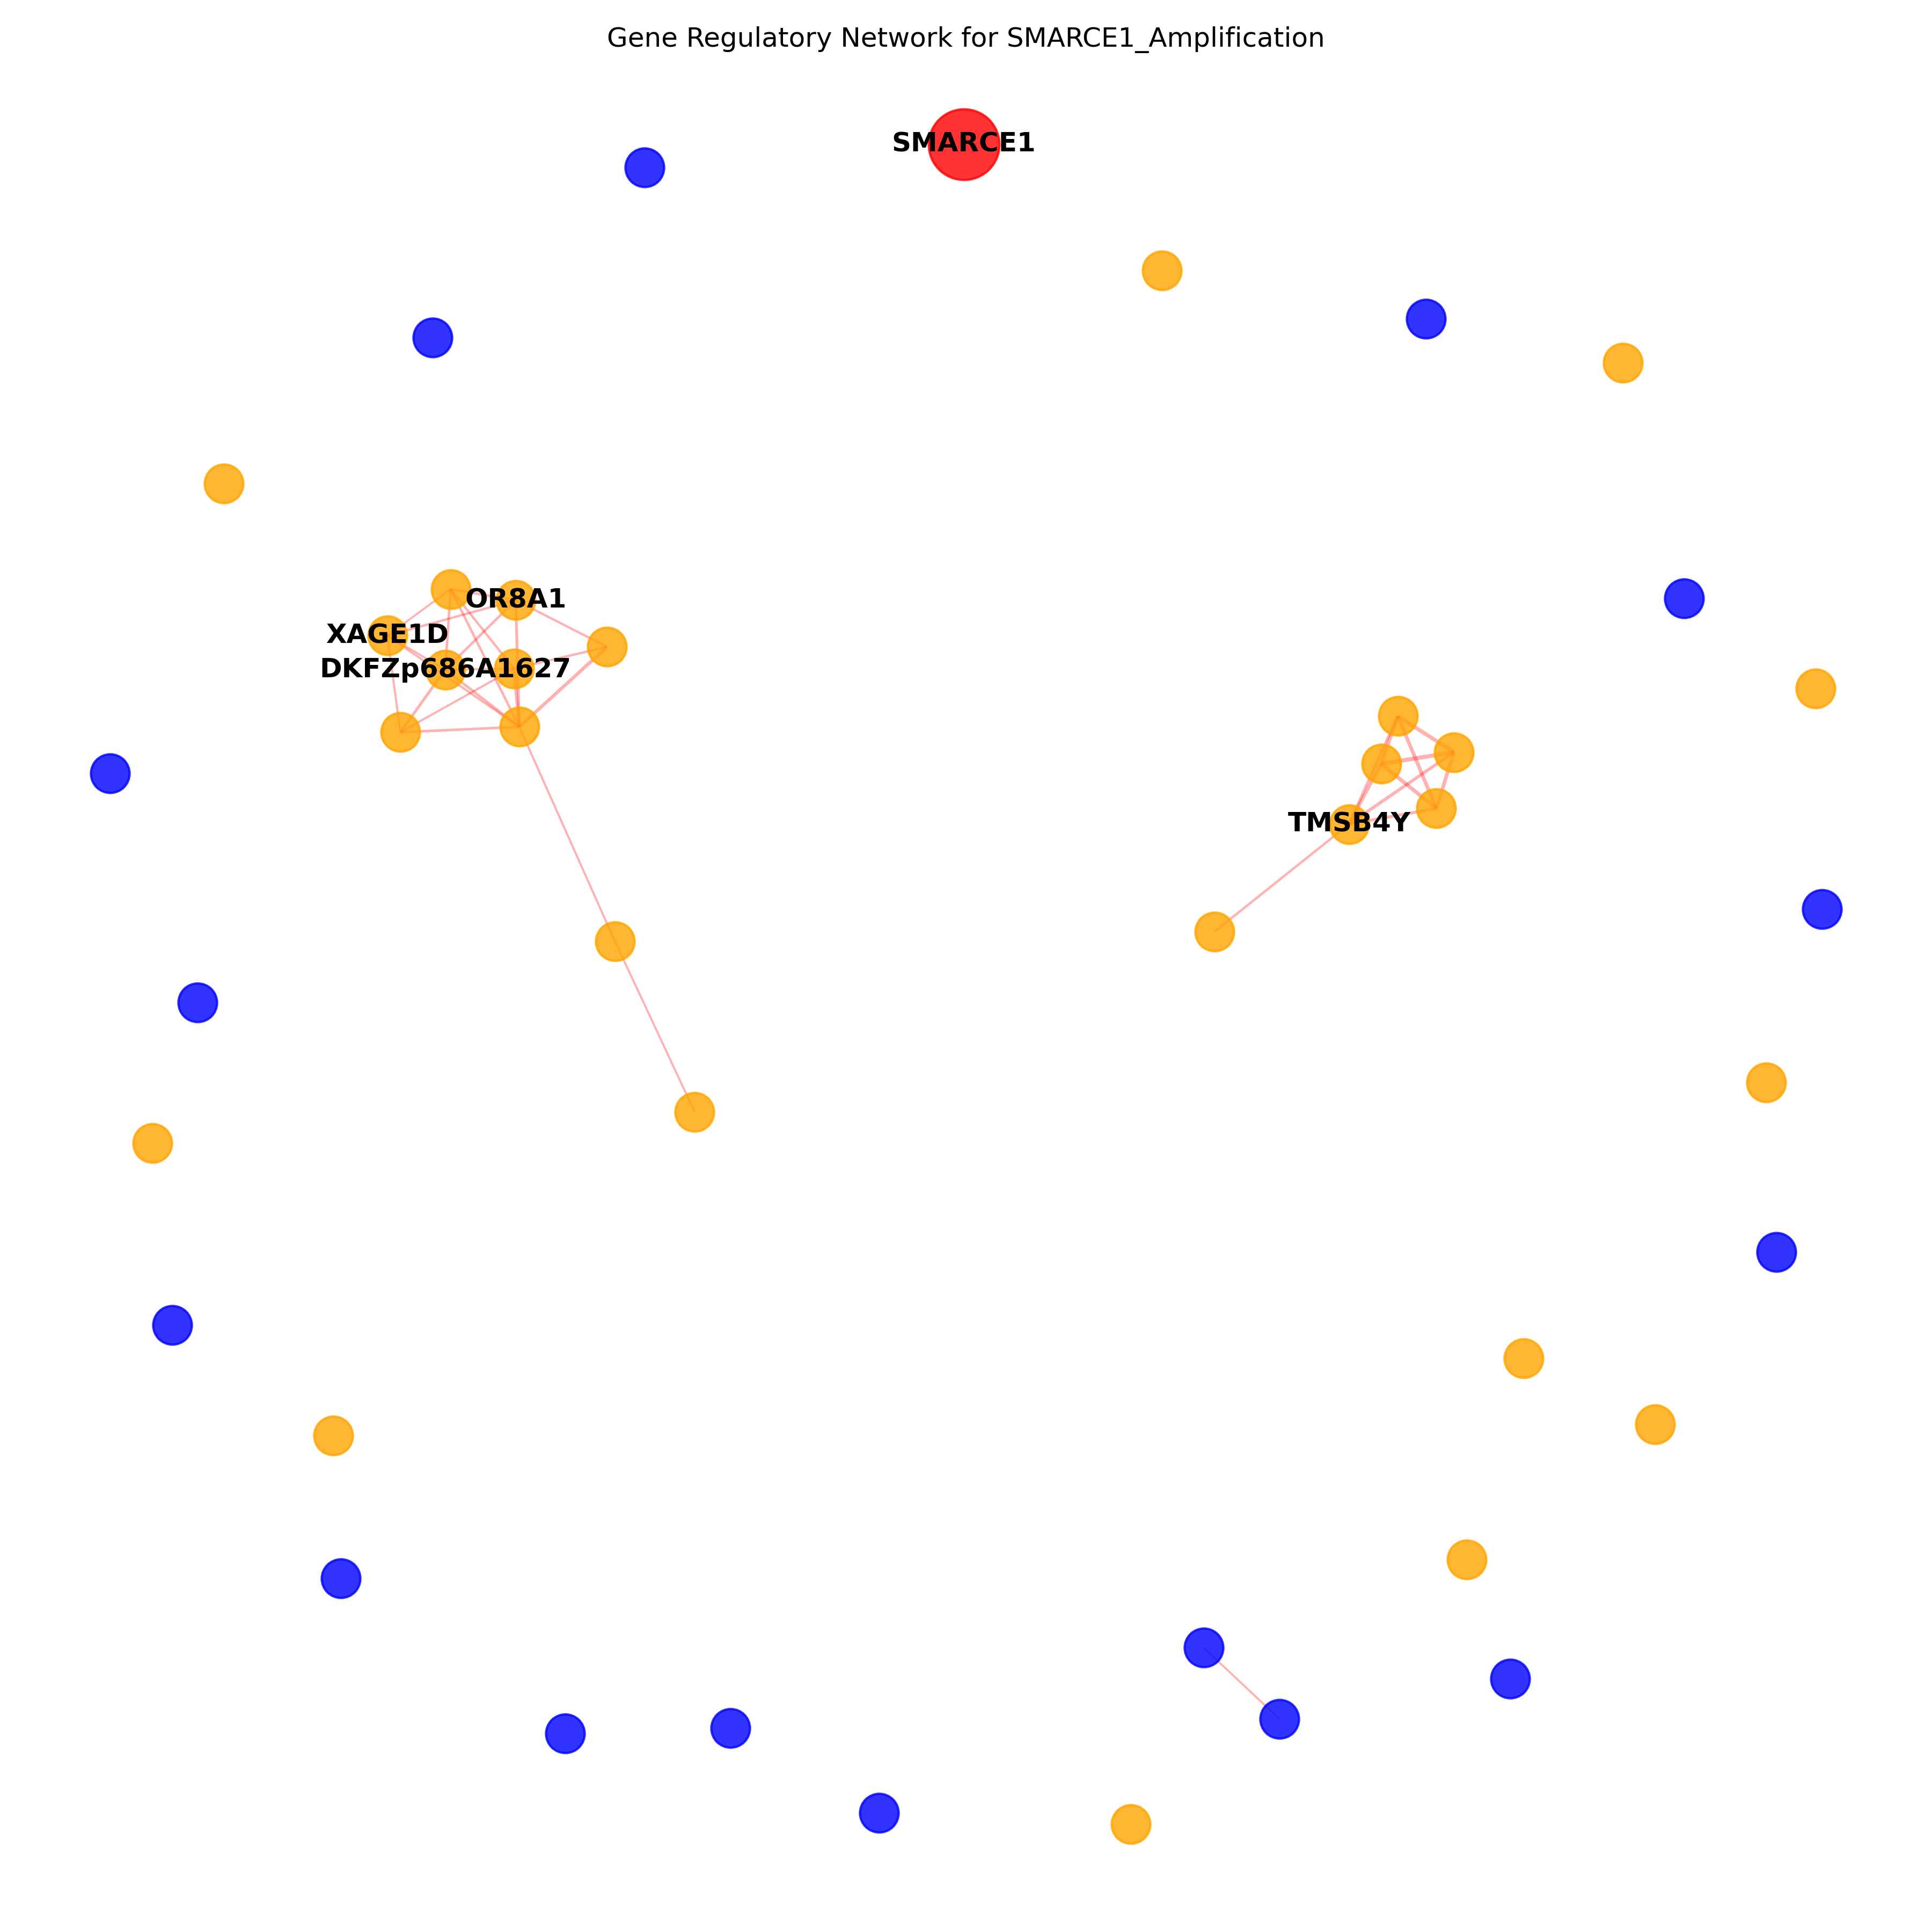 Gene Regulatory Network for SMARCE1_Amplification
SMARCE1
OR8A1
XAGE1D
DKFZp686A1627
TMSB4Y